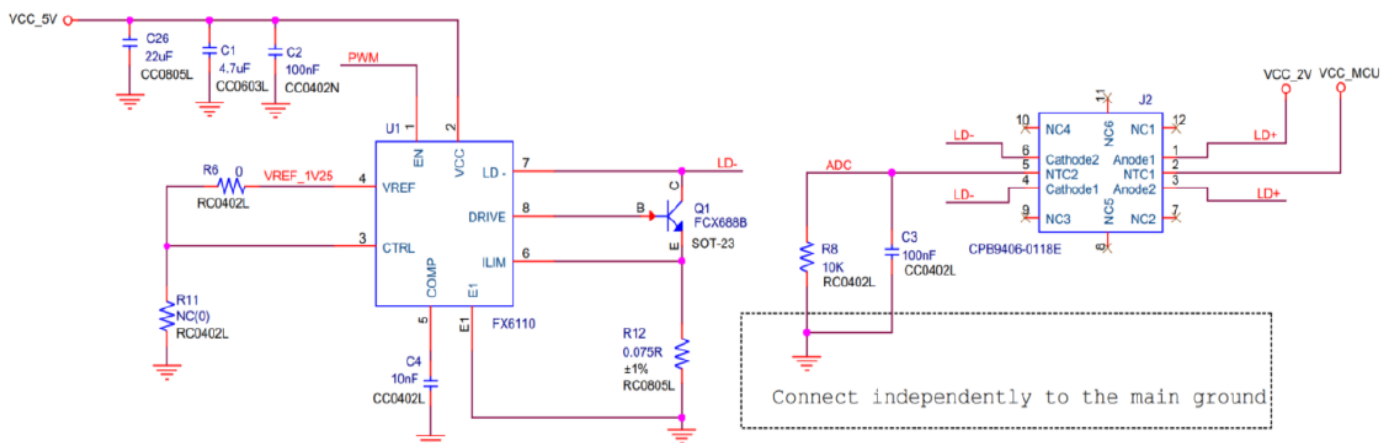 VCC_5V
C26
22uF
CC0805L
C1
4.7uF
CC0603L
C2
100nF
CC0402N
PWM
U1
1
2
EN
VCC
R6
0
RC0402L
VREF_1V25
4
VREF
3
CTRL
COMP
E1
LD -
7
LD-
DRIVE
8
ILIM
6
5
E1
FX6110
B
C
E
Q1
FCX688B
SOT-23
R11
NC(0)
RC0402L
C4
10nF
CC0402L
R12
0.075R
±1%
RC0805L
ADC
R8
10K
RC0402L
C3
100nF
CC0402L
VCC_2V
VCC_MCU
J2
11
10
NC4
NC6
NC1
12
LD-
6
Cathode2
Anode1
1
LD+
5
NTC2
NTC1
2
LD-
4
Cathode1
Anode2
3
LD+
9
NC3
NC5
NC2
7
8
CPB9406-0118E
Connect independently to the main ground